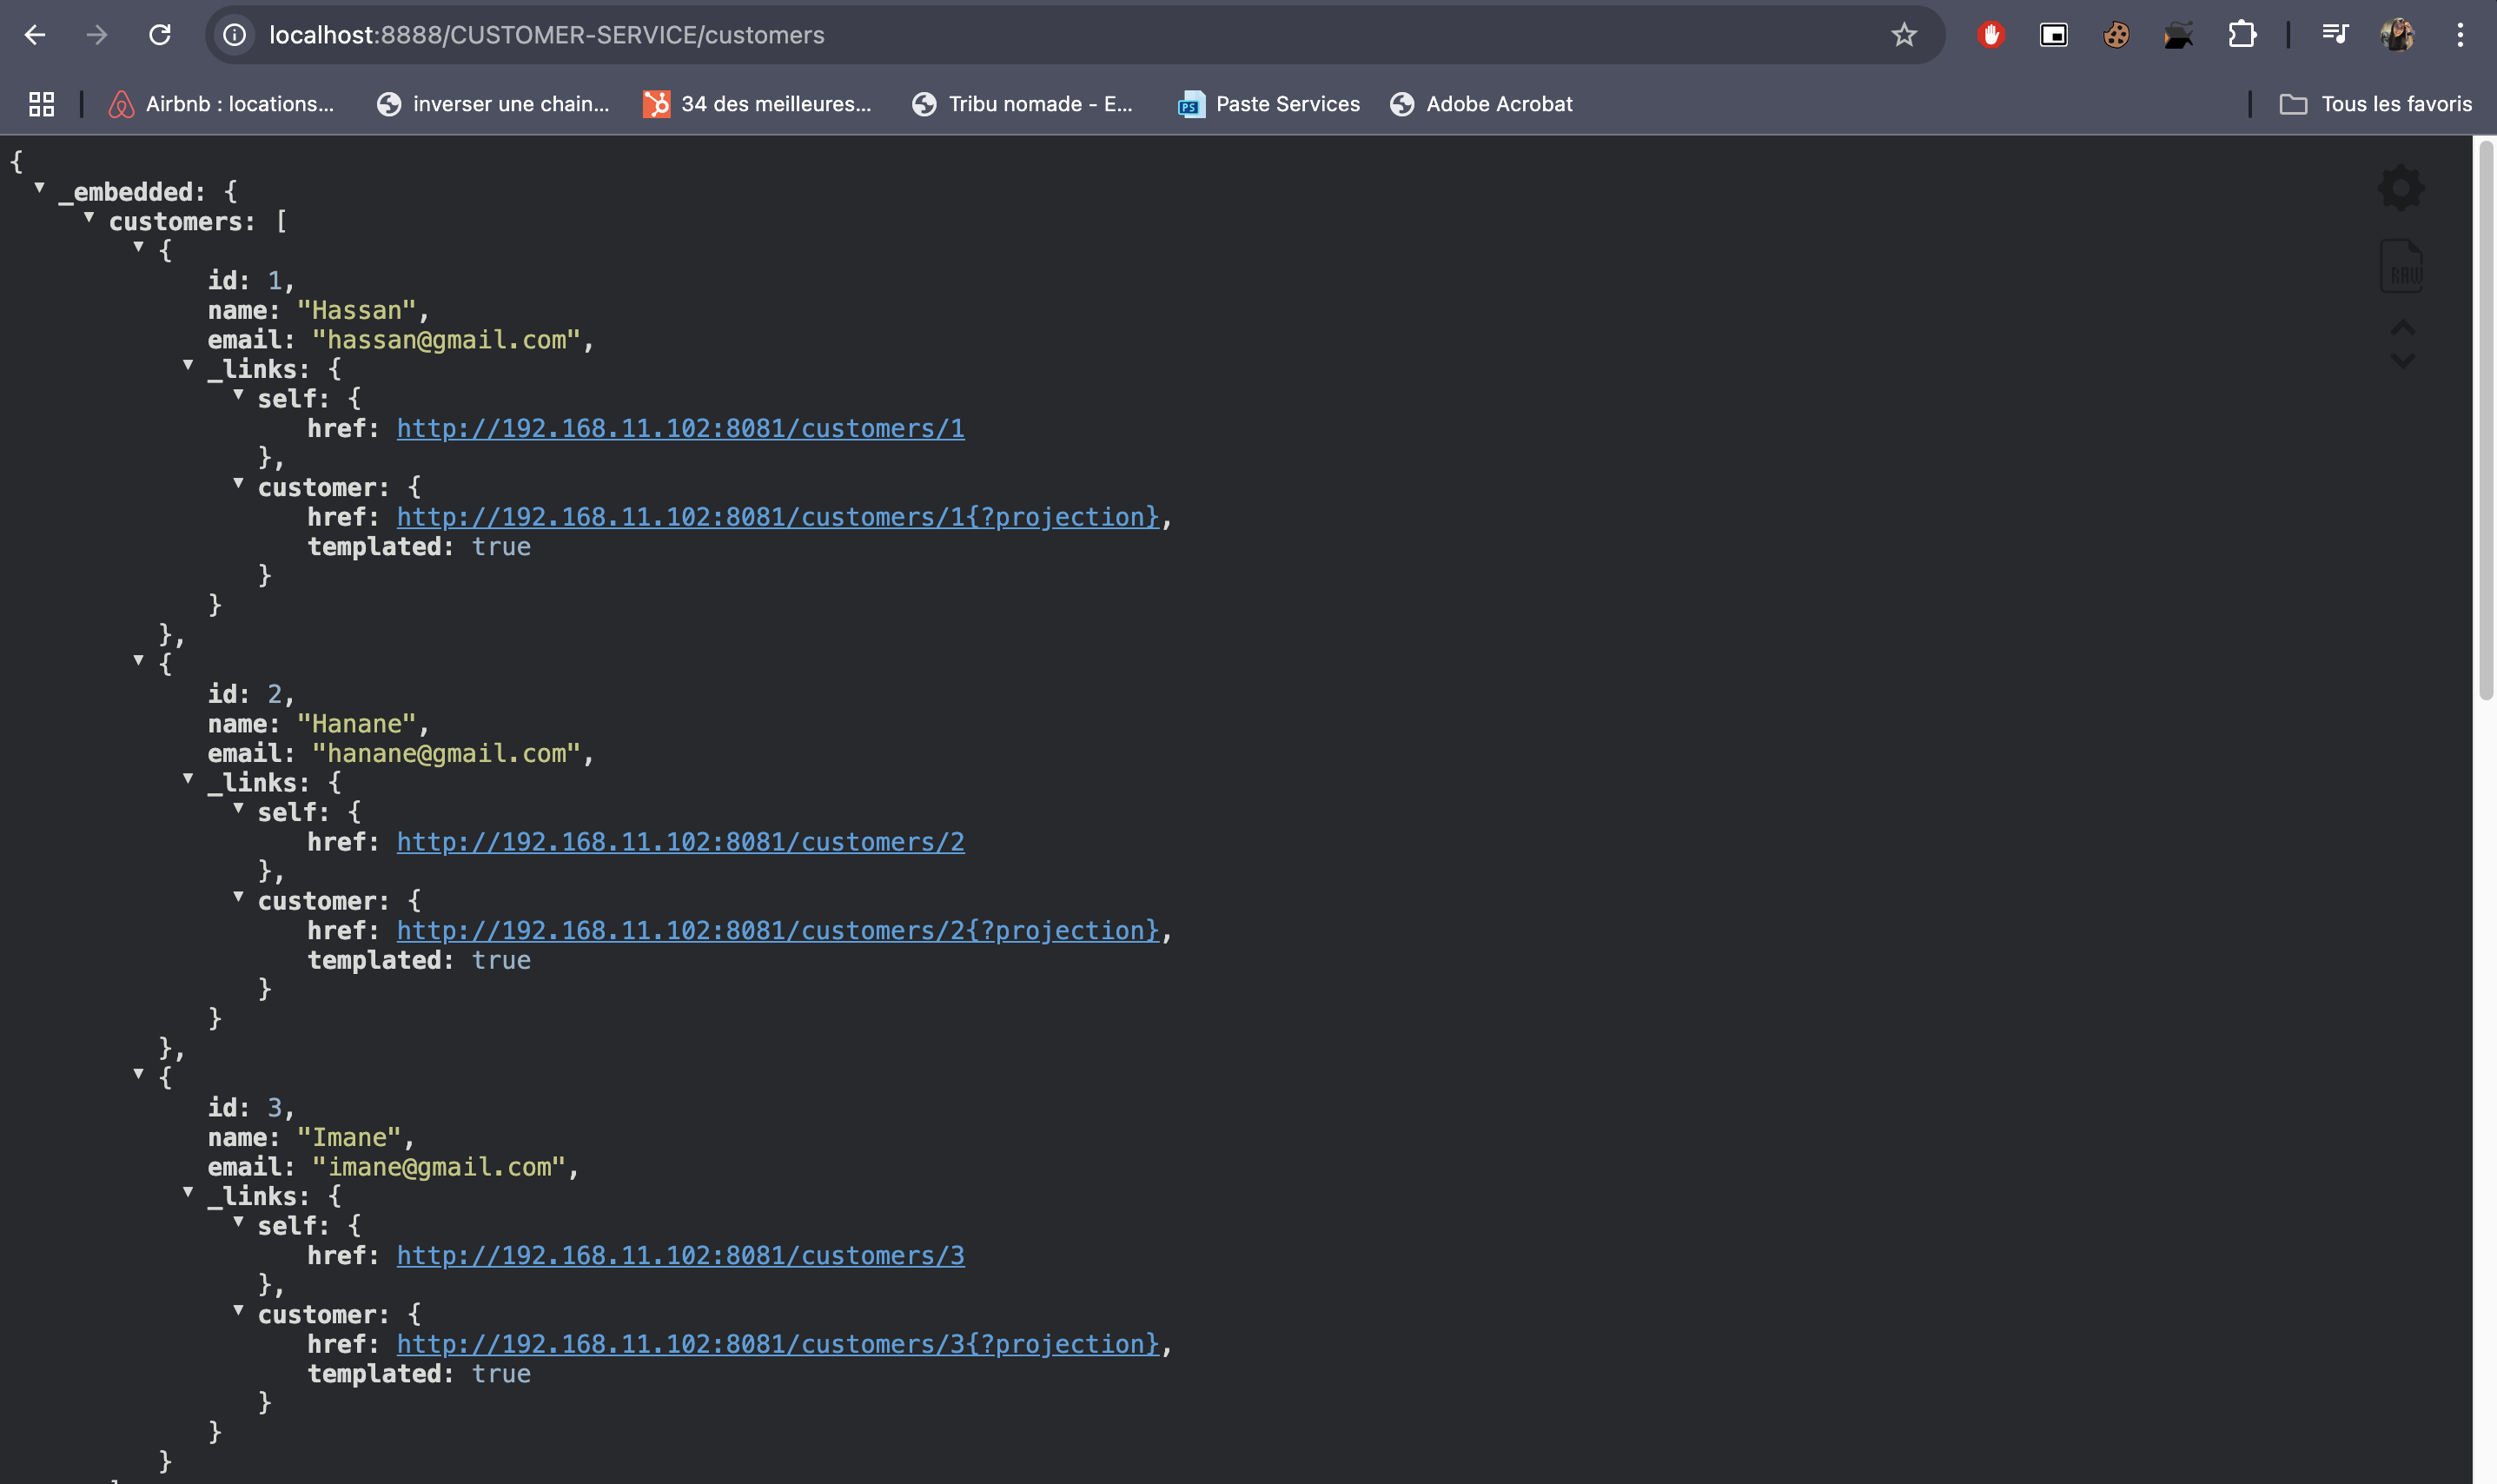 localhost:8888/CUSTOMER-SERVICE/customers
Airbnb : locations... inverser une chain... 34 des meilleures... Tribu nomade - E... PS Paste Services Adobe Acrobat Tous les favoris
{
_embedded: {
customers: [
{
id: 1,
name: "Hassan",
email: "hassan@gmail.com",
_links: {
self: {
href: http://192.168.11.102:8081/customers/1
},
customer: {
href: http://192.168.11.102:8081/customers/1{?projection},
templated: true
}
}
},
{
id: 2,
name: "Hanane",
email: "hanane@gmail.com",
_links: {
self: {
href: http://192.168.11.102:8081/customers/2
},
customer: {
href: http://192.168.11.102:8081/customers/2{?projection},
templated: true
}
}
},
{
id: 3,
name: "Imane",
email: "imane@gmail.com",
_links: {
self: {
href: http://192.168.11.102:8081/customers/3
},
customer: {
href: http://192.168.11.102:8081/customers/3{?projection},
templated: true
}
}
}
RAW